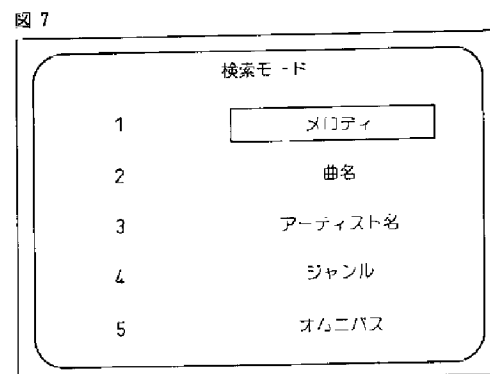 図 7
検索モード
1 メロディ
2 曲名
3 アーティスト名
4 ジャンル
5 オムニバス